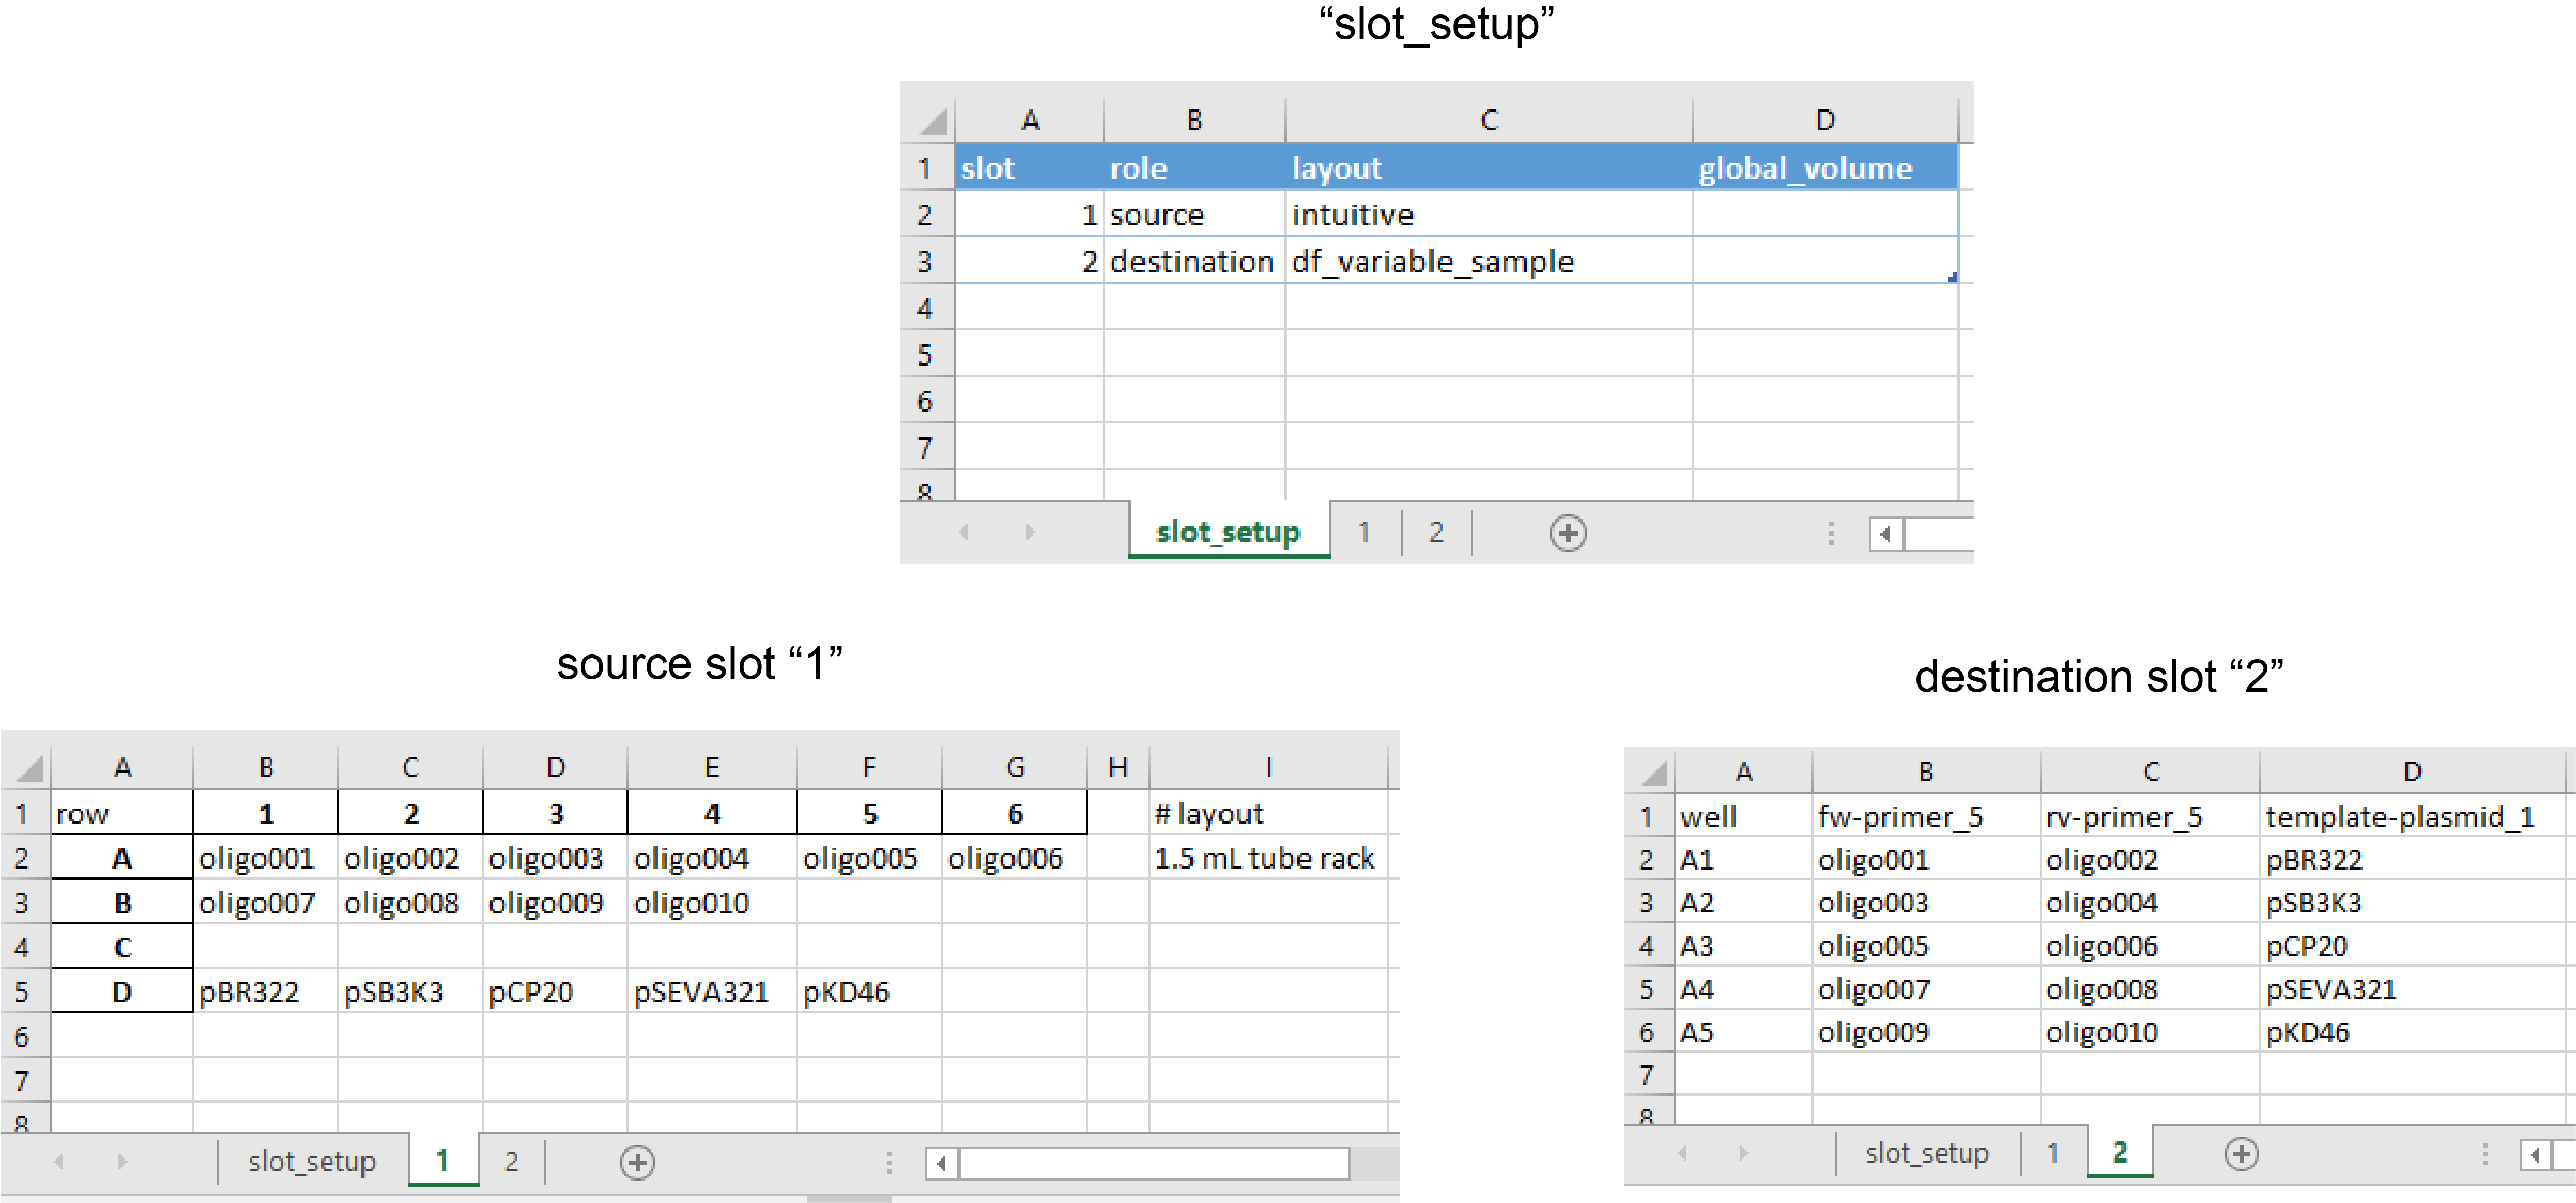 “slot_setup”
A B C D
1 slot role layout global_volume
2 1 source intuitive
3 2 destination df_variable_sample
4
5
6
7
8
slot_setup 1 2
source slot “1”
A B C D E F G H I
1 row 1 2 3 4 5 6 # layout
2 A oligo001 oligo002 oligo003 oligo004 oligo005 oligo006 1.5 mL tube rack
3 B oligo007 oligo008 oligo009 oligo010
4 C
5 D pBR322 pSB3K3 pCP20 pSEVA321 pKD46
6
7
8
slot_setup 1 2
destination slot “2”
A B C D
1 well fw-primer_5 rv-primer_5 template-plasmid_1
2 A1 oligo001 oligo002 pBR322
3 A2 oligo003 oligo004 pSB3K3
4 A3 oligo005 oligo006 pCP20
5 A4 oligo007 oligo008 pSEVA321
6 A5 oligo009 oligo010 pKD46
7
8
slot_setup 1 2